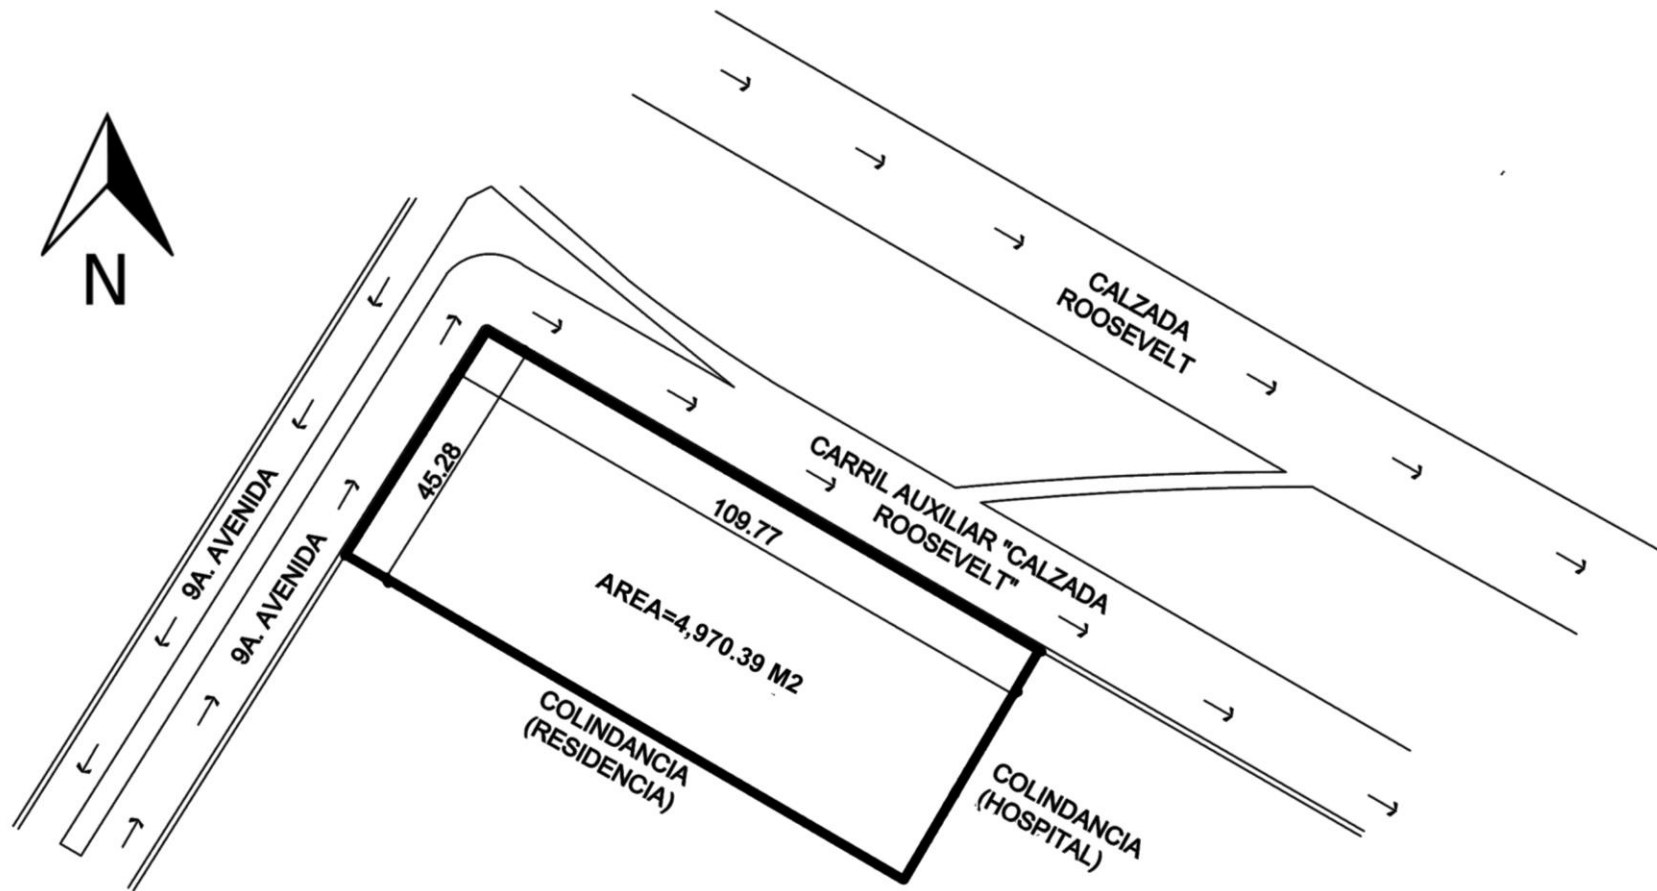 N
CALZADA
ROOSEVELT
CARRIL AUXILIAR "CALZADA
ROOSEVELT"
9A. AVENIDA
9A. AVENIDA
45.28
109.77
AREA=4,970.39 M2
COLINDANCIA
(RESIDENCIA)
COLINDANCIA
(HOSPITAL)